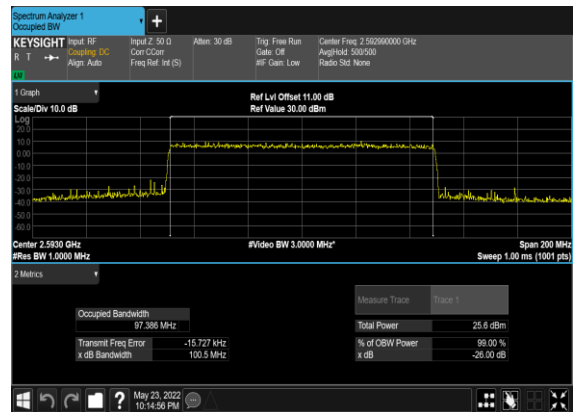 Spectrum Analyzer 1
Occupied BW
KEYSIGHT
R T
LW
Input: RF
Coupling: DC
Align: Auto
Input Z: 50 Ω
Corr CCorr
Freq Ref: Int (S)
Atten: 30 dB
Trig: Free Run
Gate: Off
#IF Gain: Low
Center Freq: 2.592990000 GHz
Avg|Hold: 500/500
Radio Std: None
1 Graph
Scale/Div 10.0 dB
Ref Lvl Offset 11.00 dB
Ref Value 30.00 dBm
Log
20.0
10.0
0.00
-10.0
-20.0
-30.0
-40.0
-50.0
-60.0
Center 2.5930 GHz
#Res BW 1.0000 MHz
#Video BW 3.0000 MHz*
Span 200 MHz
Sweep 1.00 ms (1001 pts)
2 Metrics
Measure Trace Trace 1
Occupied Bandwidth
97.386 MHz
Total Power 25.6 dBm
Transmit Freq Error -15.727 kHz
% of OBW Power 99.00 %
x dB Bandwidth 100.5 MHz
x dB -26.00 dB
?
May 23, 2022
10:14:56 PM